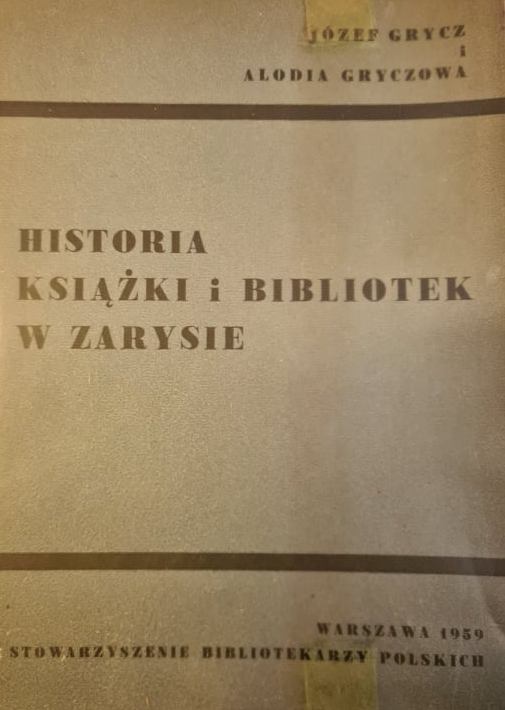 JÓZEF GRYCZ
i
ALODIA GRYCZOWA
HISTORIA
KSIĄŻKI i BIBLIOTEK
W ZARYSIE
WARSZAWA 1959
STOWARZYSZENIE BIBLIOTEKARZY POLSKICH